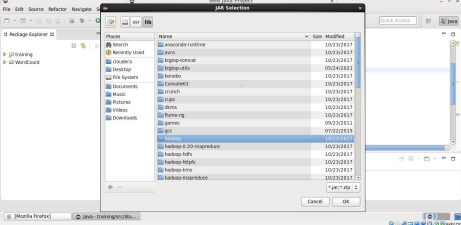 New Java Project
File Edit Source Refactor Navigate S
JAR Selection
Quick Access
Java
Package Explorer
training
WordCount
usr lib
Places
Search
Recently Used
cloudera
Desktop
File System
Documents
Music
Pictures
Videos
Downloads
Name Size Modified
anaconda-runtime 10/23/2017
avro 10/23/2017
bigtop-tomcat 10/23/2017
bigtop-utils 05/24/2021
bonobo 10/23/2017
ConsoleKit 10/23/2017
crunch 10/23/2017
cups 10/23/2017
dkms 10/23/2017
flume-ng 10/23/2017
games 09/23/2011
gcc 07/22/2015
hadoop 10/23/2017
hadoop-0.20-mapreduce 10/23/2017
hadoop-hdfs 10/23/2017
hadoop-httpfs 10/23/2017
hadoop-kms 10/23/2017
hadoop-mapreduce 10/23/2017
*.jar;*.zip
Cancel OK
[Mozilla Firefox] Java - training/src/stu...